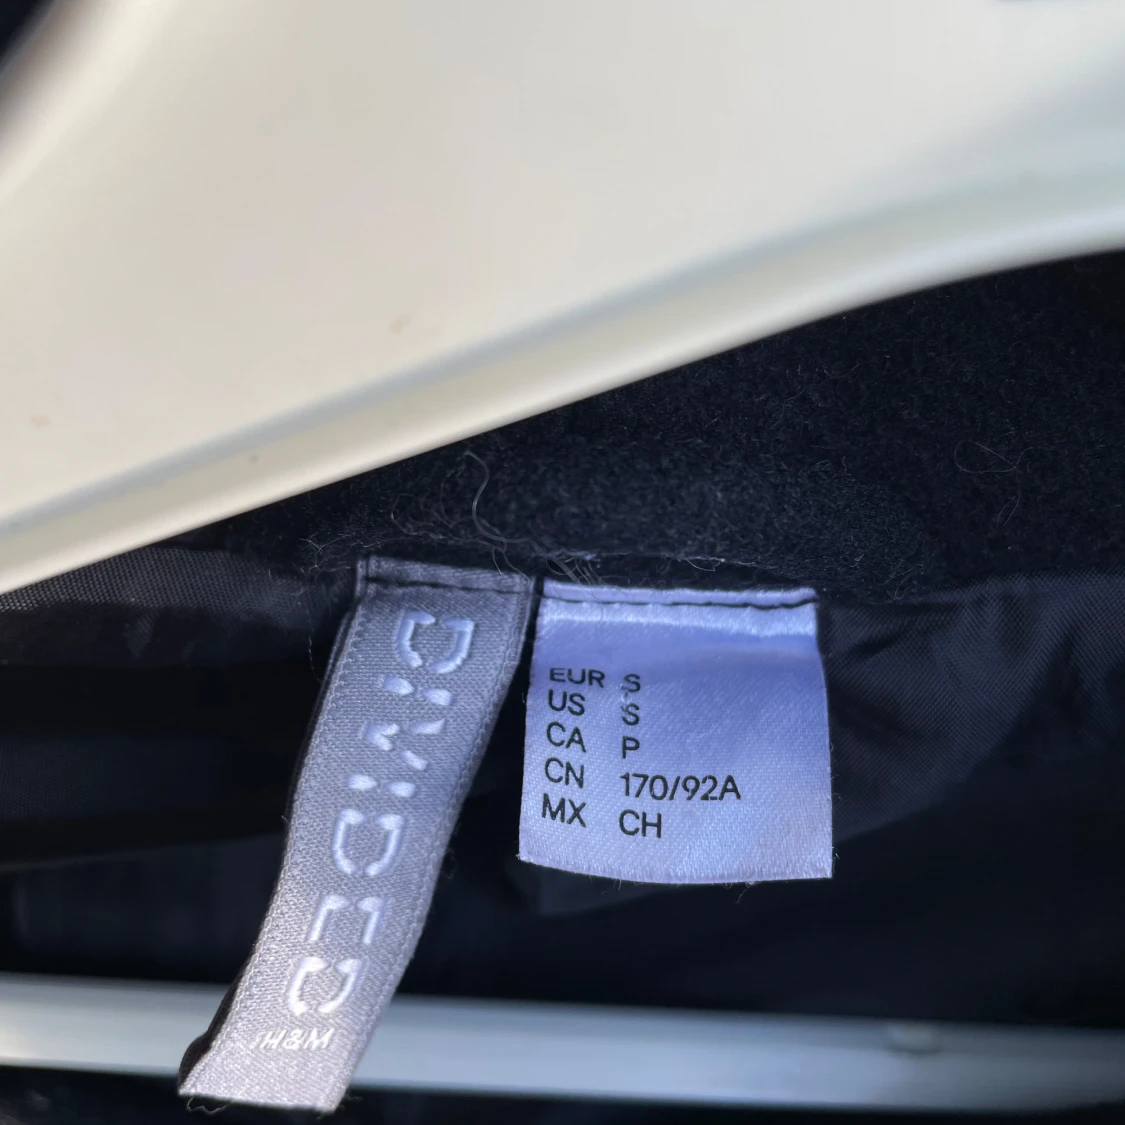 DIVIDED
H&M
EUR S
US S
CA P
CN 170/92A
MX CH